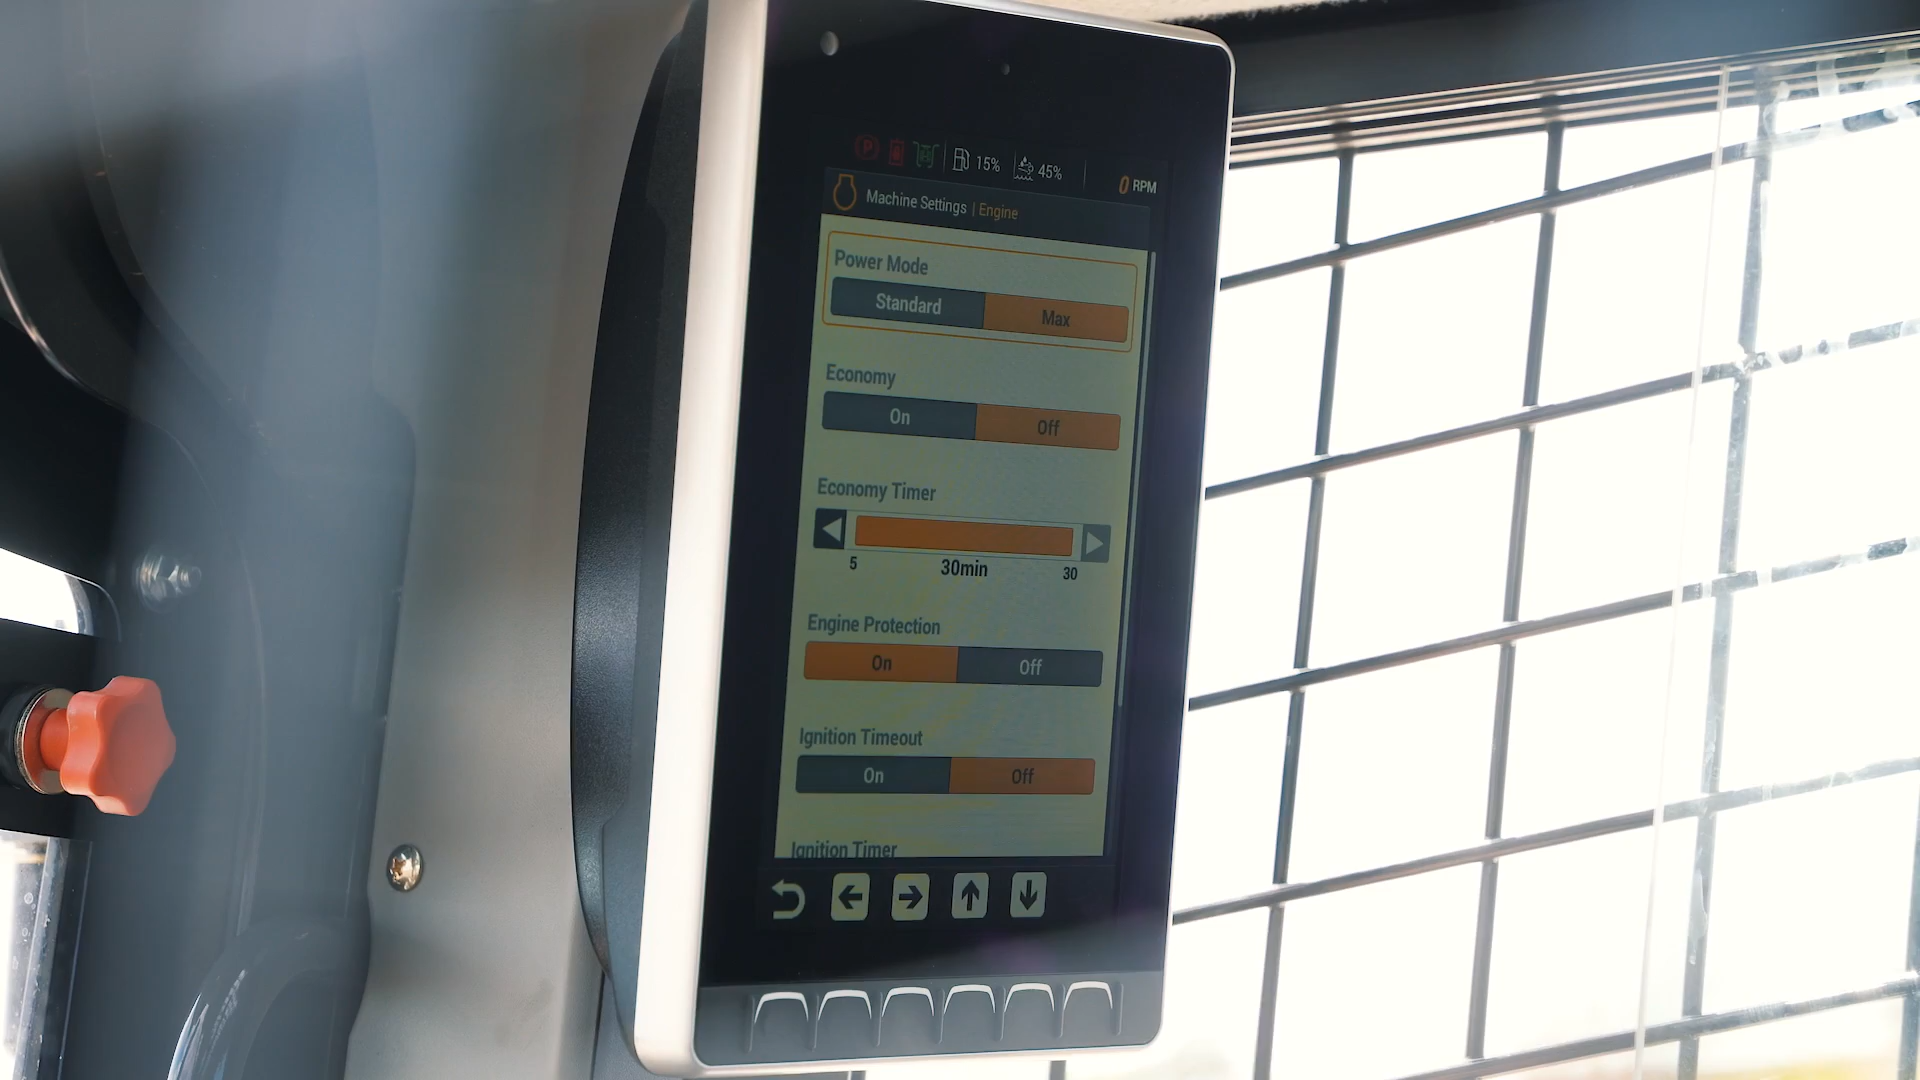 P 15% 45% 0 RPM
Machine Settings | Engine
Power Mode
Standard Max
Economy
On Off
Economy Timer
5 30min 30
Engine Protection
On Off
Ignition Timeout
On Off
Ignition Timer